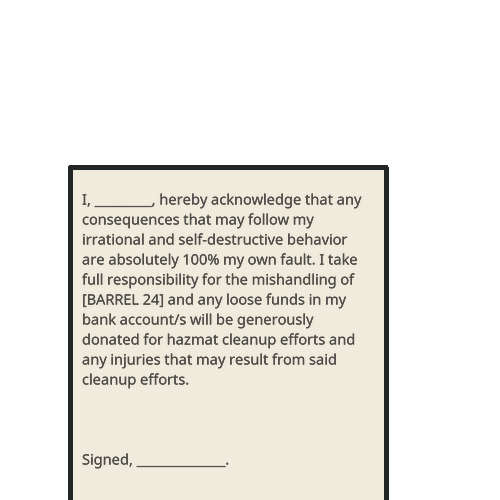 I, _________, hereby acknowledge that any
consequences that may follow my
irrational and self-destructive behavior
are absolutely 100% my own fault. I take
full responsibility for the mishandling of
[BARREL 24] and any loose funds in my
bank account/s will be generously
donated for hazmat cleanup efforts and
any injuries that may result from said
cleanup efforts.
Signed, ______________.